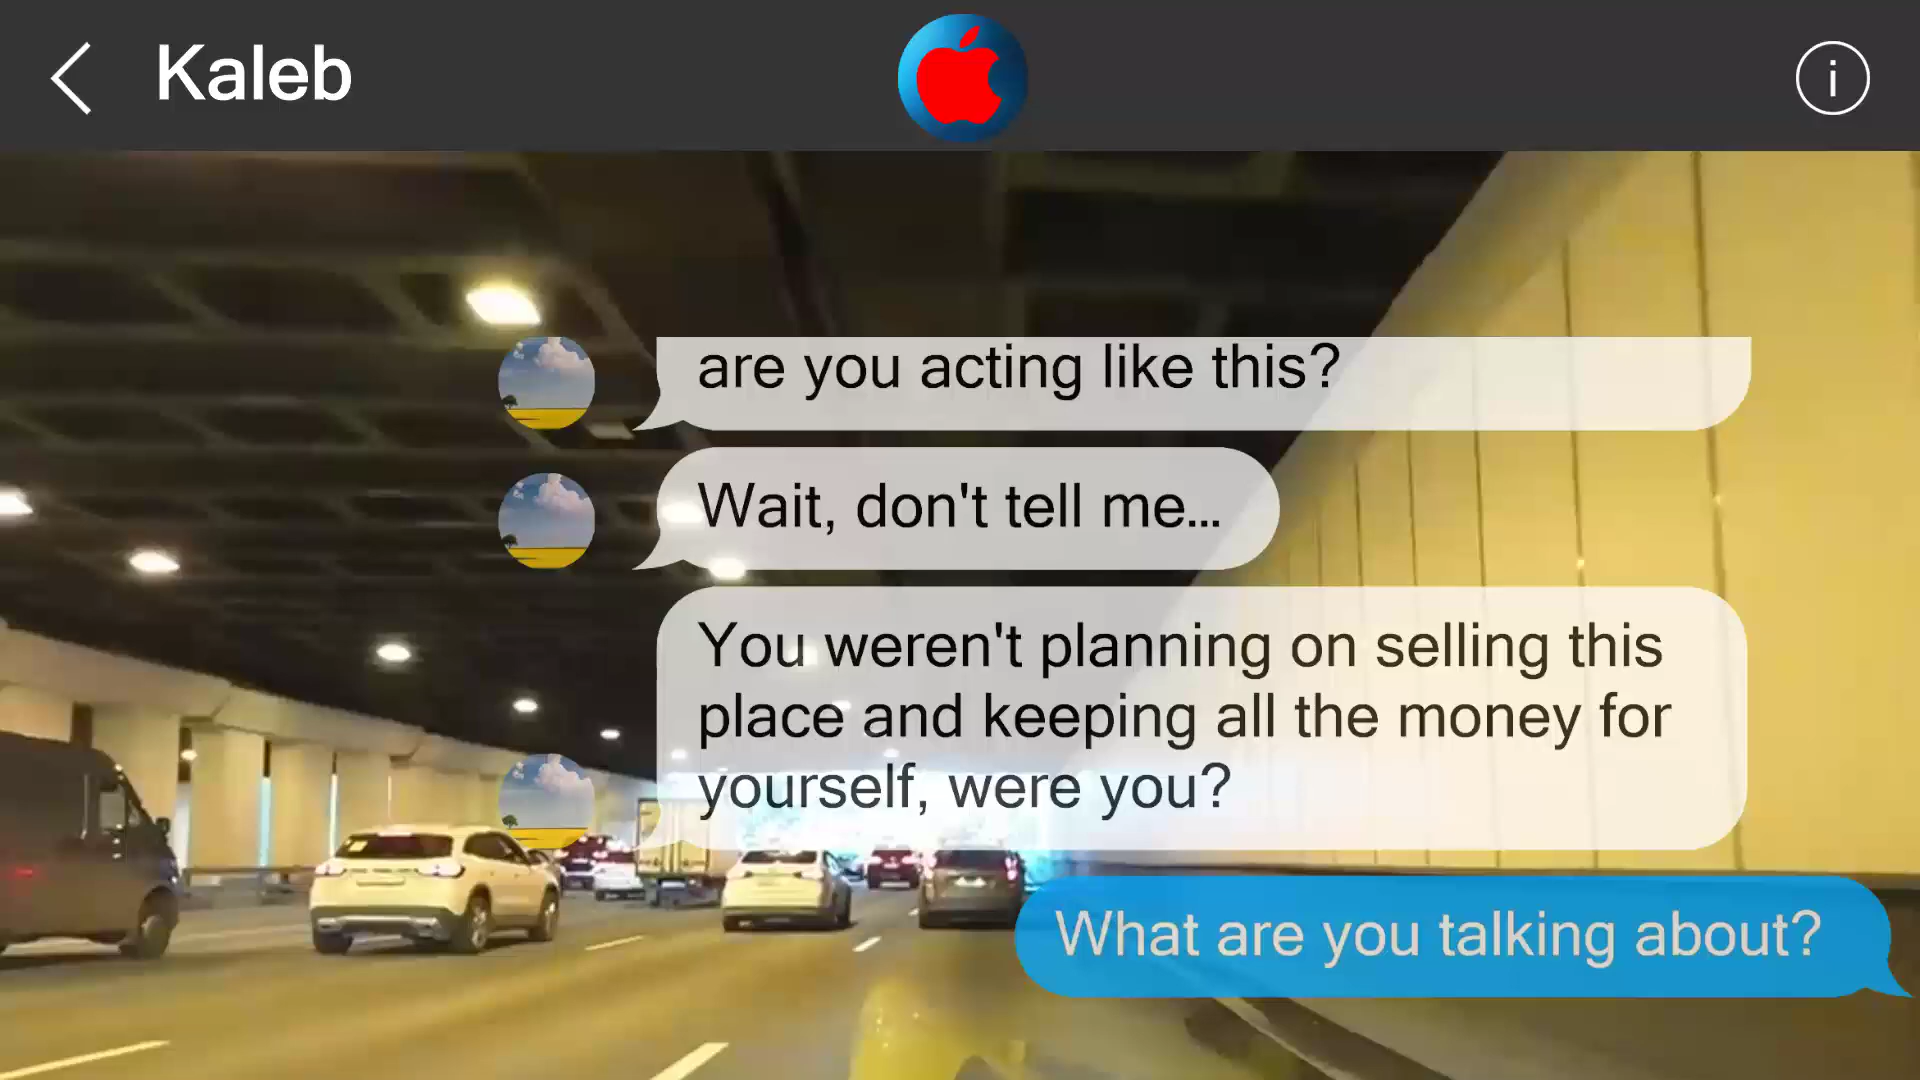 Kaleb
i
are you acting like this?
Wait, don't tell me...
You weren't planning on selling this
place and keeping all the money for
yourself, were you?
What are you talking about?